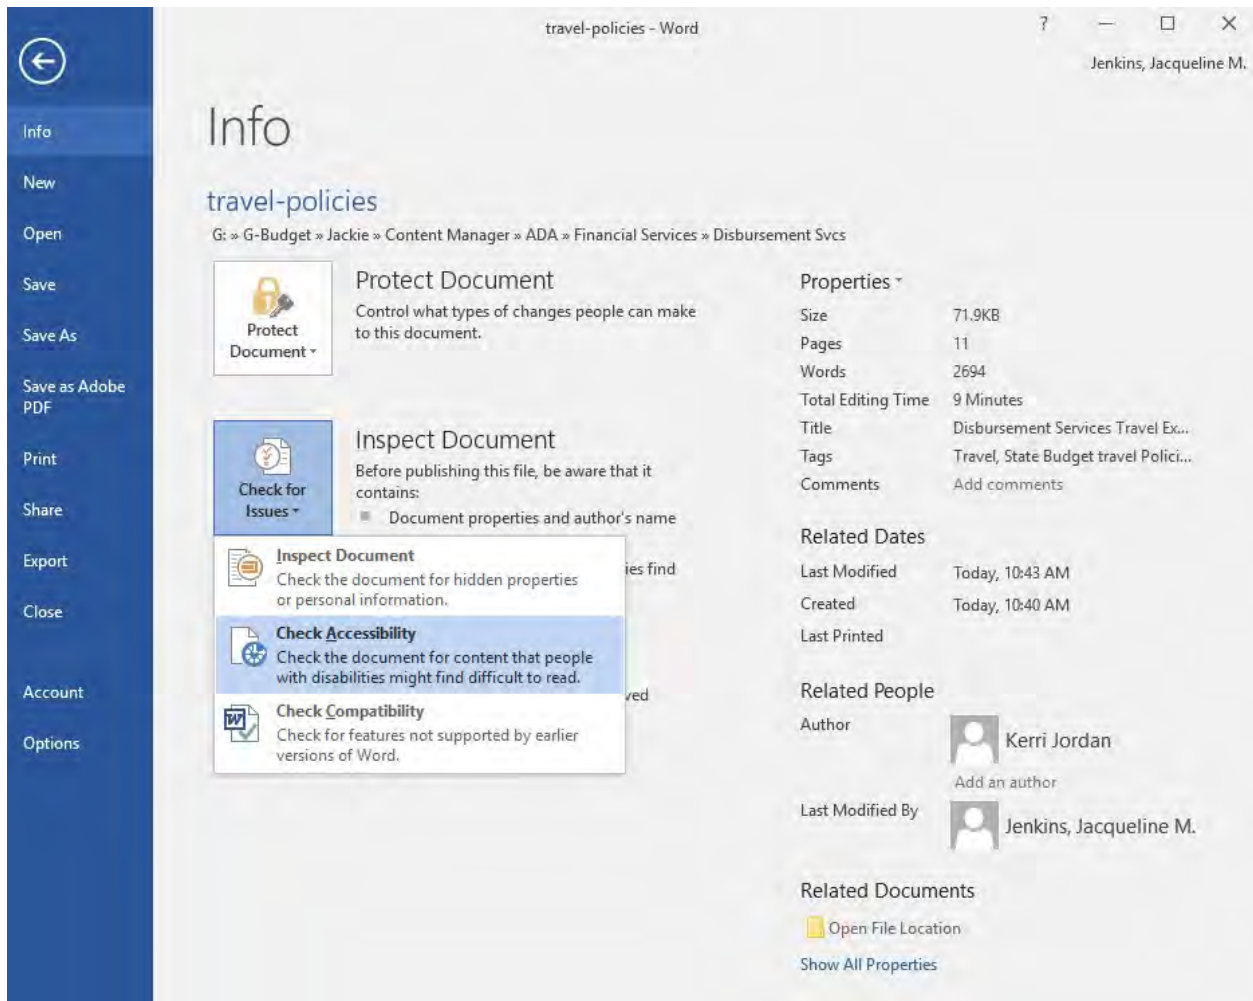 travel-policies - Word
?
Jenkins, Jacqueline M.
Info
New
Open
Save
Save As
Save as Adobe
PDF
Print
Share
Export
Close
Account
Options
Info
travel-policies
G: » G-Budget » Jackie » Content Manager » ADA » Financial Services » Disbursement Svcs
Protect
Document
Protect Document
Control what types of changes people can make
to this document.
Check for
Issues
Inspect Document
Before publishing this file, be aware that it
contains:
Document properties and author's name
find
Inspect Document
Check the document for hidden properties
or personal information.
Check Accessibility
Check the document for content that people
with disabilities might find difficult to read.
Check Compatibility
Check for features not supported by earlier
versions of Word.
Properties
Size 71.9KB
Pages 11
Words 2694
Total Editing Time 9 Minutes
Title Disbursement Services Travel Ex...
Tags Travel, State Budget travel Polici...
Comments Add comments
Related Dates
Last Modified Today, 10:43 AM
Created Today, 10:40 AM
Last Printed
Related People
Author Kerri Jordan
Add an author
Last Modified By Jenkins, Jacqueline M.
Related Documents
Open File Location
Show All Properties